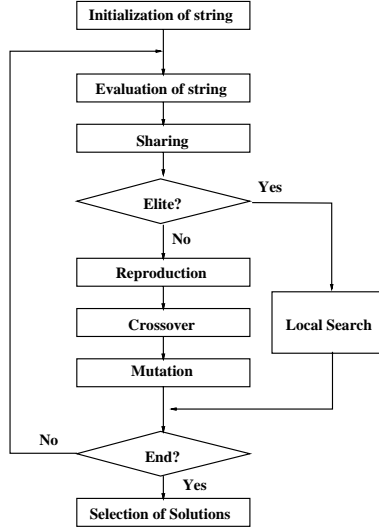 Initialization of string
Evaluation of string
Sharing
Elite?
Yes
No
Reproduction
Crossover
Local Search
Mutation
No
End?
Yes
Selection of Solutions